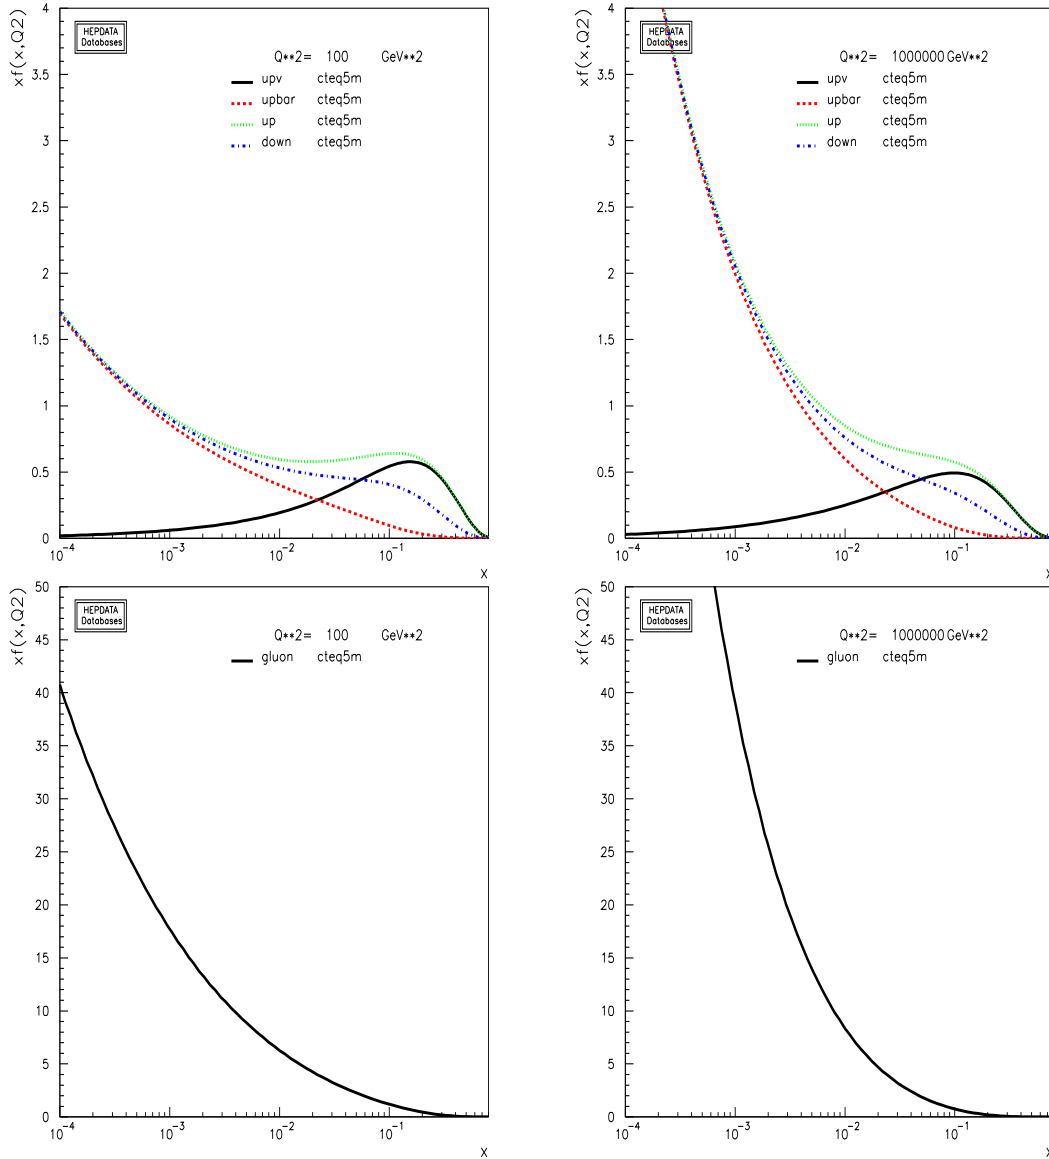 xf(x,Q2)
HEPDATA
Databases
Q**2= 100 GeV**2
upv cteq5m
upbar cteq5m
up cteq5m
down cteq5m
4
3.5
3
2.5
2
1.5
1
0.5
0
10-4 10-3 10-2 10-1
x
xf(x,Q2)
HEPDATA
Databases
Q**2= 1000000 GeV**2
upv cteq5m
upbar cteq5m
up cteq5m
down cteq5m
4
3.5
3
2.5
2
1.5
1
0.5
0
10-4 10-3 10-2 10-1
x
xf(x,Q2)
HEPDATA
Databases
Q**2= 100 GeV**2
gluon cteq5m
50
45
40
35
30
25
20
15
10
5
0
10-4 10-3 10-2 10-1
x
xf(x,Q2)
HEPDATA
Databases
Q**2= 1000000 GeV**2
gluon cteq5m
50
45
40
35
30
25
20
15
10
5
0
10-4 10-3 10-2 10-1
x